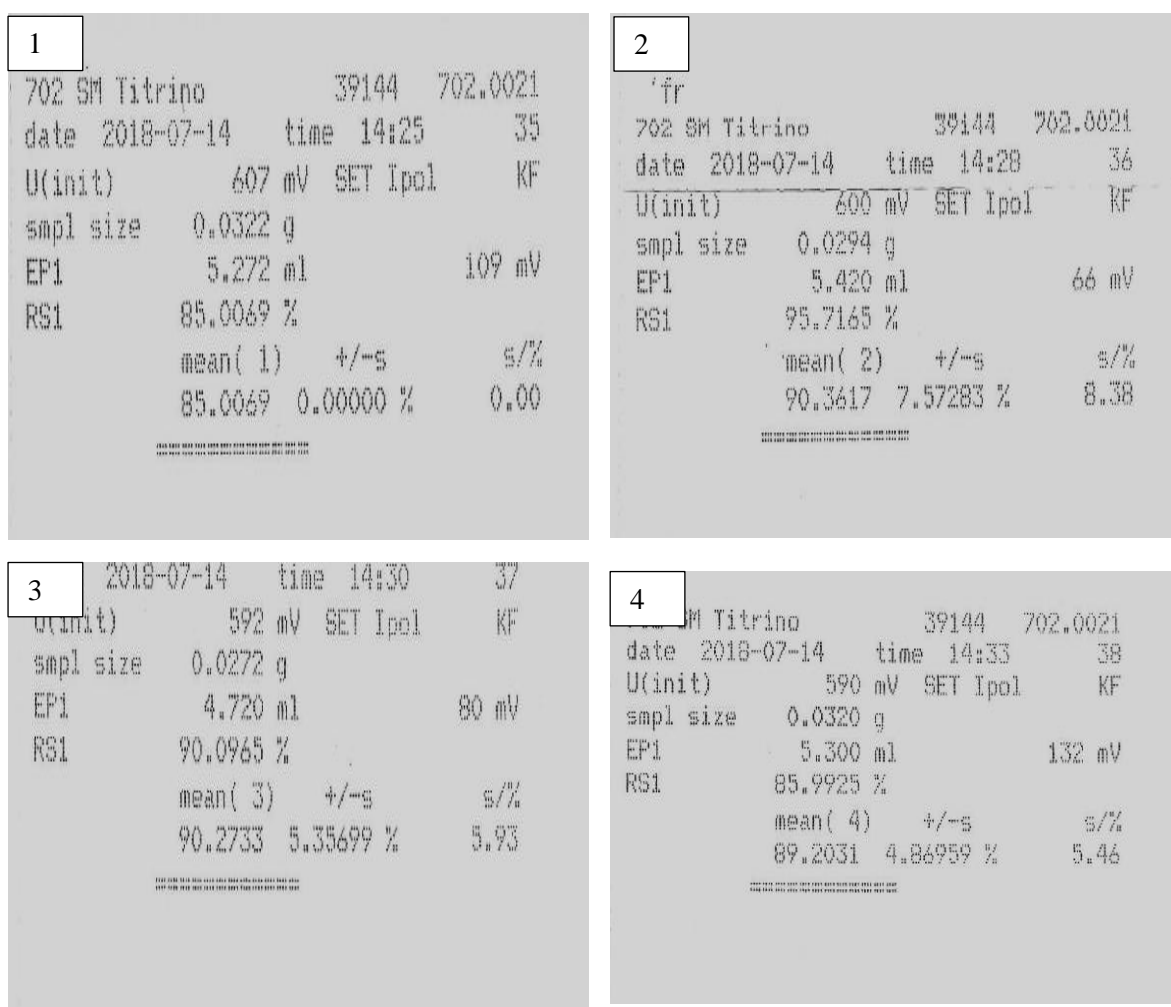 1
702 SM Titrino 39144 702.0021
date 2018-07-14 time 14:25 35
U(init) 607 mV SET Ipol KF
smpl size 0.0322 g
EP1 5.272 ml 109 mV
RS1 85.0069 %
mean( 1) +/-s s/%
85.0069 0.00000 % 0.00
==============
2
'fr
702 SM Titrino 39144 702.0021
date 2018-07-14 time 14:28 36
U(init) 600 mV SET Ipol KF
smpl size 0.0294 g
EP1 5.420 ml 66 mV
RS1 95.7165 %
mean( 2) +/-s s/%
90.3617 7.57283 % 8.38
==============
3
2018-07-14 time 14:30 37
U(init) 592 mV SET Ipol KF
smpl size 0.0272 g
EP1 4.720 ml 80 mV
RS1 90.0965 %
mean( 3) +/-s s/%
90.2733 5.35699 % 5.93
==============
4
SM Titrino 39144 702.0021
date 2018-07-14 time 14:33 38
U(init) 590 mV SET Ipol KF
smpl size 0.0320 g
EP1 5.300 ml 132 mV
RS1 85.9925 %
mean( 4) +/-s s/%
89.2031 4.86959 % 5.46
==============